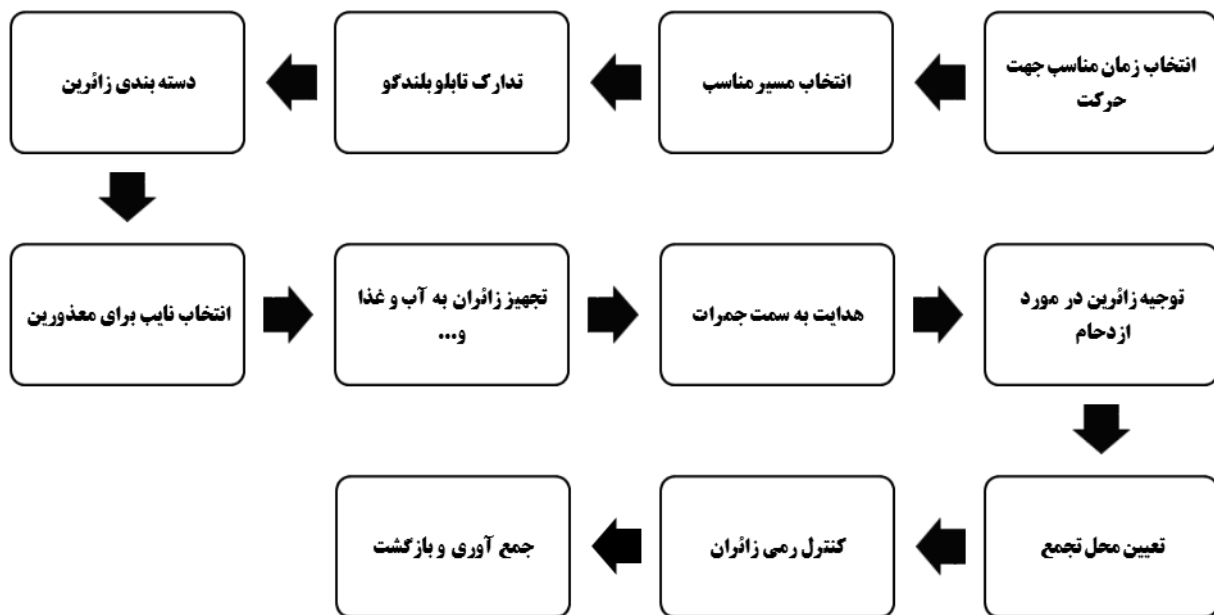 انتخاب زمان مناسب جهت
حرکت
انتخاب مسیر مناسب
تدارک تابلو بلندگو
دسته بندی زائرین
انتخاب نایب برای معذورین
تجهیز زائران به آب و غذا
و...
هدایت به سمت جمرات
توجیه زائرین در مورد
ازدحام
تعیین محل تجمع
کنترل رمی زائران
جمع آوری و بازگشت